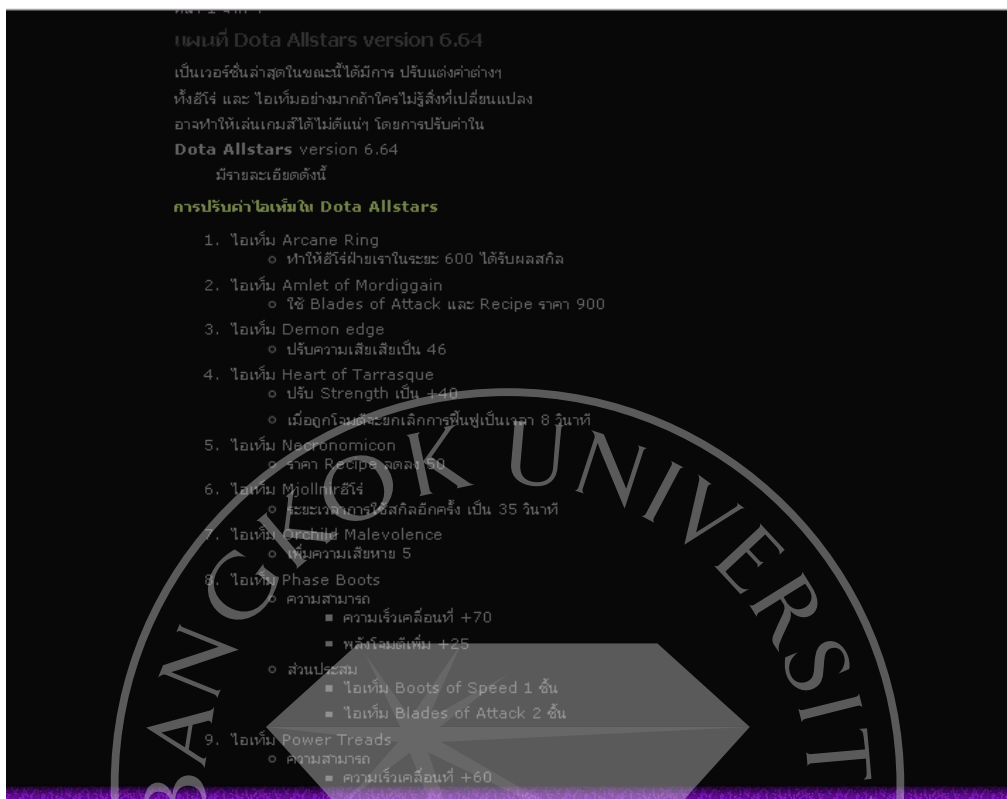 แผนที่ Dota Allstars version 6.64
เป็นเวอร์ชั่นล่าสุดในขณะนี้ได้มีการ ปรับแต่งค่าต่างๆ
ทั้งฮีโร่ และ ไอเท็มอย่างมากถ้าใครไม่รู้สิ่งที่เปลี่ยนแปลง
อาจทำให้เล่นเกมส์ได้ไม่ดีแน่ๆ โดยการปรับค่าใน
Dota Allstars version 6.64
มีรายละเอียดดังนี้
การปรับค่าไอเท็มใน Dota Allstars
1. ไอเท็ม Arcane Ring
ทำให้ฮีโร่ฝ่ายเราในระยะ 600 ได้รับผลสกิล
2. ไอเท็ม Amlet of Mordiggain
ใช้ Blades of Attack และ Recipe ราคา 900
3. ไอเท็ม Demon edge
ปรับความเสียเสียเป็น 46
4. ไอเท็ม Heart of Tarrasque
ปรับ Strength เป็น +40
เมื่อถูกโจมตีจะยกเลิกการฟื้นฟูเป็นเวลา 8 วินาที
5. ไอเท็ม Necronomicon
ราคา Recipe ลดลง 50
6. ไอเท็ม Mjollnirฮีโร่
ระยะเวลาการใช้สกิลอีกครั้ง เป็น 35 วินาที
7. ไอเท็ม Orchild Malevolence
เพิ่มความเสียหาย 5
8. ไอเท็ม Phase Boots
ความสามารถ
ความเร็วเคลื่อนที่ +70
พลังโจมตีเพิ่ม +25
ส่วนประสม
ไอเท็ม Boots of Speed 1 ชิ้น
ไอเท็ม Blades of Attack 2 ชิ้น
9. ไอเท็ม Power Treads
ความสามารถ
ความเร็วเคลื่อนที่ +60
BANGKOK UNIVERSIT